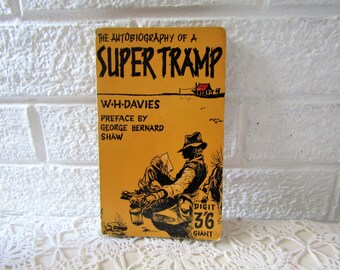 THE AUTOBIOGRAPHY OF A
SUPER TRAMP
W·H·DAVIES
PREFACE BY
GEORGE BERNARD
SHAW
DIGIT
3'6
GIANT